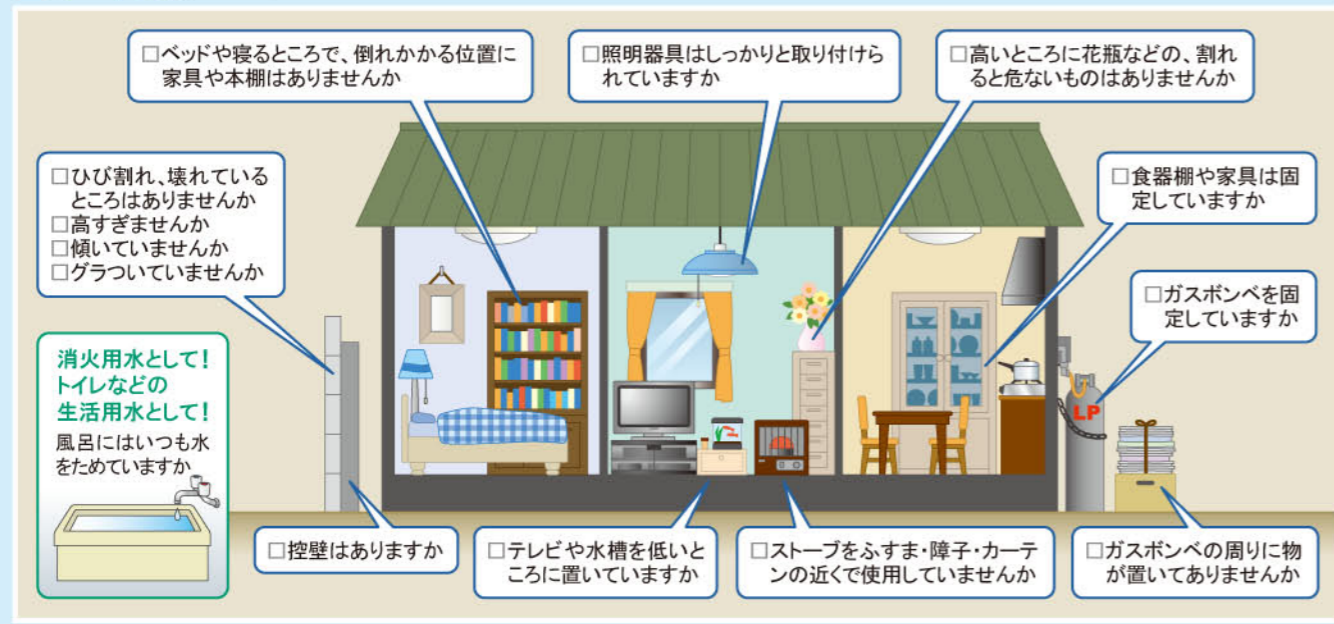 □ベッドや寝るところで、倒れかかる位置に
家具や本棚はありませんか
□照明器具はしっかりと取り付けら
れていますか
□高いところに花瓶などの、割れ
ると危ないものはありませんか
□ひび割れ、壊れている
ところはありませんか
□高すぎませんか
□傾いていませんか
□グラついていませんか
□食器棚や家具は固
定していますか
□ガスボンベを固
定していますか
消火用水として!
トイレなどの
生活用水として!
風呂にはいつも水
をためていますか
LP
□控壁はありますか
□テレビや水槽を低いと
ころに置いていますか
□ストーブをふすま・障子・カーテ
ンの近くで使用していませんか
□ガスボンベの周りに物
が置いてありませんか